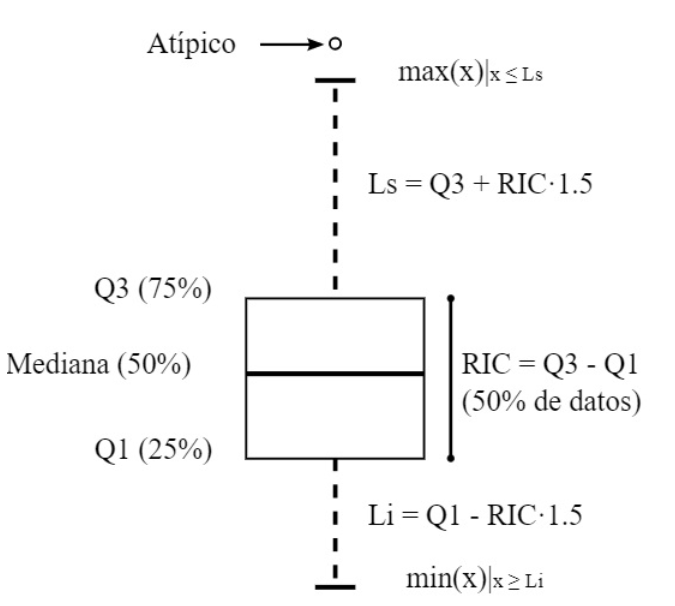 Atípico
max(x)|x ≤ Ls
Ls = Q3 + RIC·1.5
Q3 (75%)
Mediana (50%)
RIC = Q3 - Q1
(50% de datos)
Q1 (25%)
Li = Q1 - RIC·1.5
min(x)|x ≥ Li